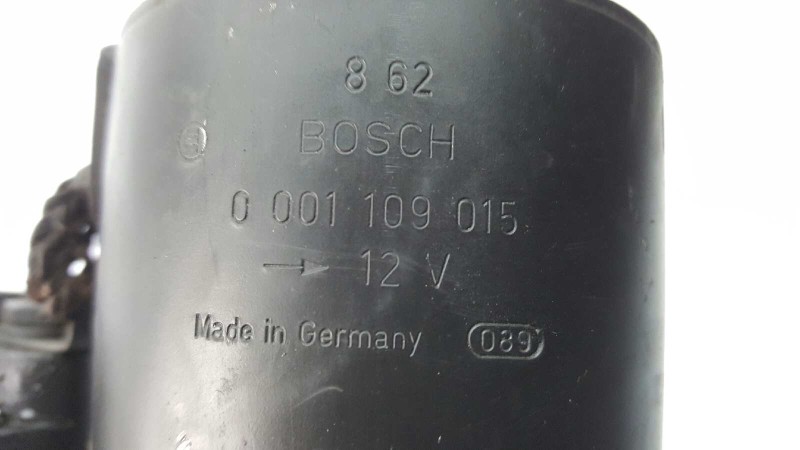 8 62
BOSCH
0 001 109 015
→ 12 V
Made in Germany 089